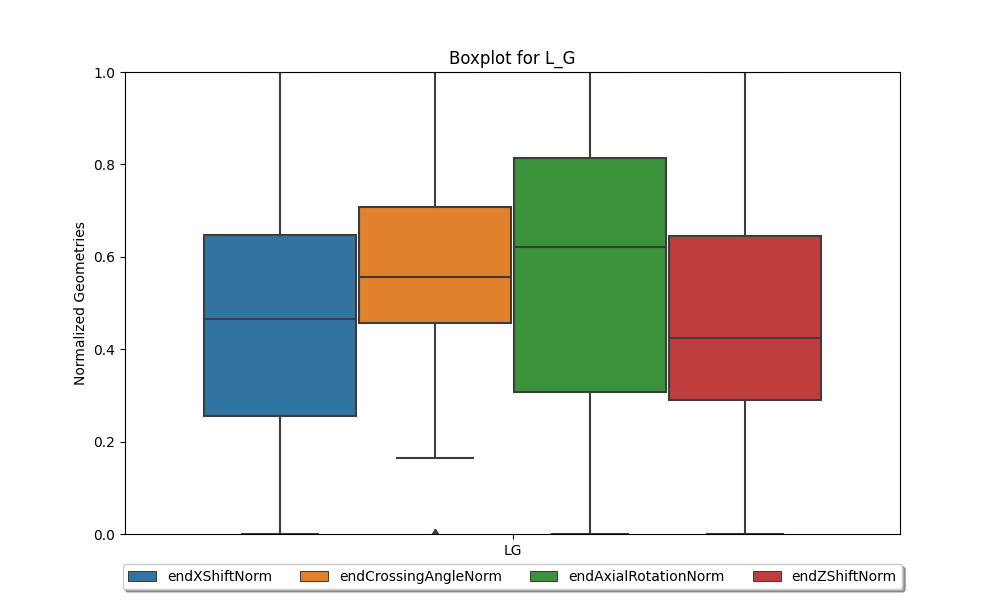 Boxplot for L_G
1.0
0.8
0.6
0.4
0.2
0.0
Normalized Geometries
LG
endXShiftNorm endCrossingAngleNorm endAxialRotationNorm endZShiftNorm